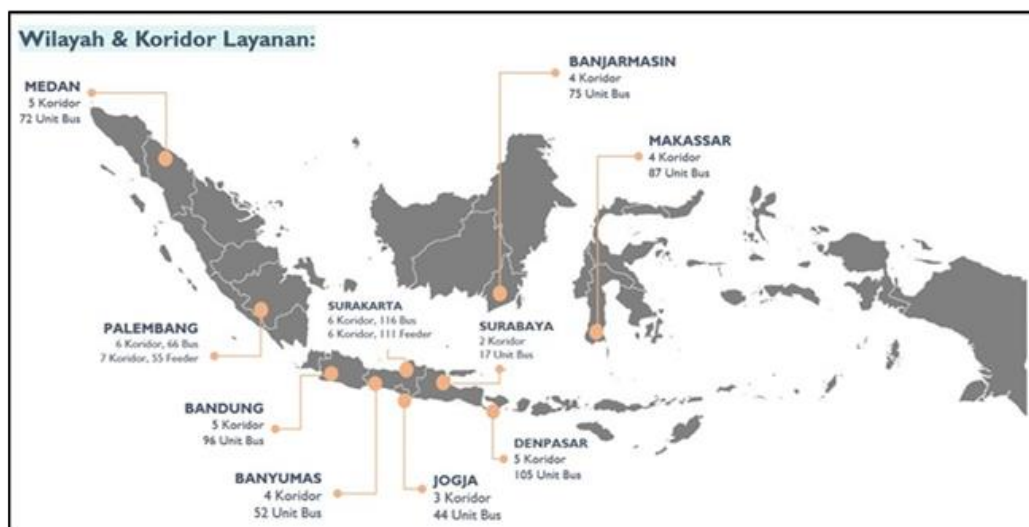 Wilayah & Koridor Layanan:
MEDAN
5 Koridor
72 Unit Bus
BANJARMASIN
4 Koridor
75 Unit Bus
MAKASSAR
4 Koridor
87 Unit Bus
PALEMBANG
6 Koridor, 66 Bus
7 Koridor, 55 Feeder
SURAKARTA
6 Koridor, 116 Bus
6 Koridor, 111 Feeder
SURABAYA
2 Koridor
17 Unit Bus
BANDUNG
5 Koridor
96 Unit Bus
BANYUMAS
4 Koridor
52 Unit Bus
JOGJA
3 Koridor
44 Unit Bus
DENPASAR
5 Koridor
105 Unit Bus